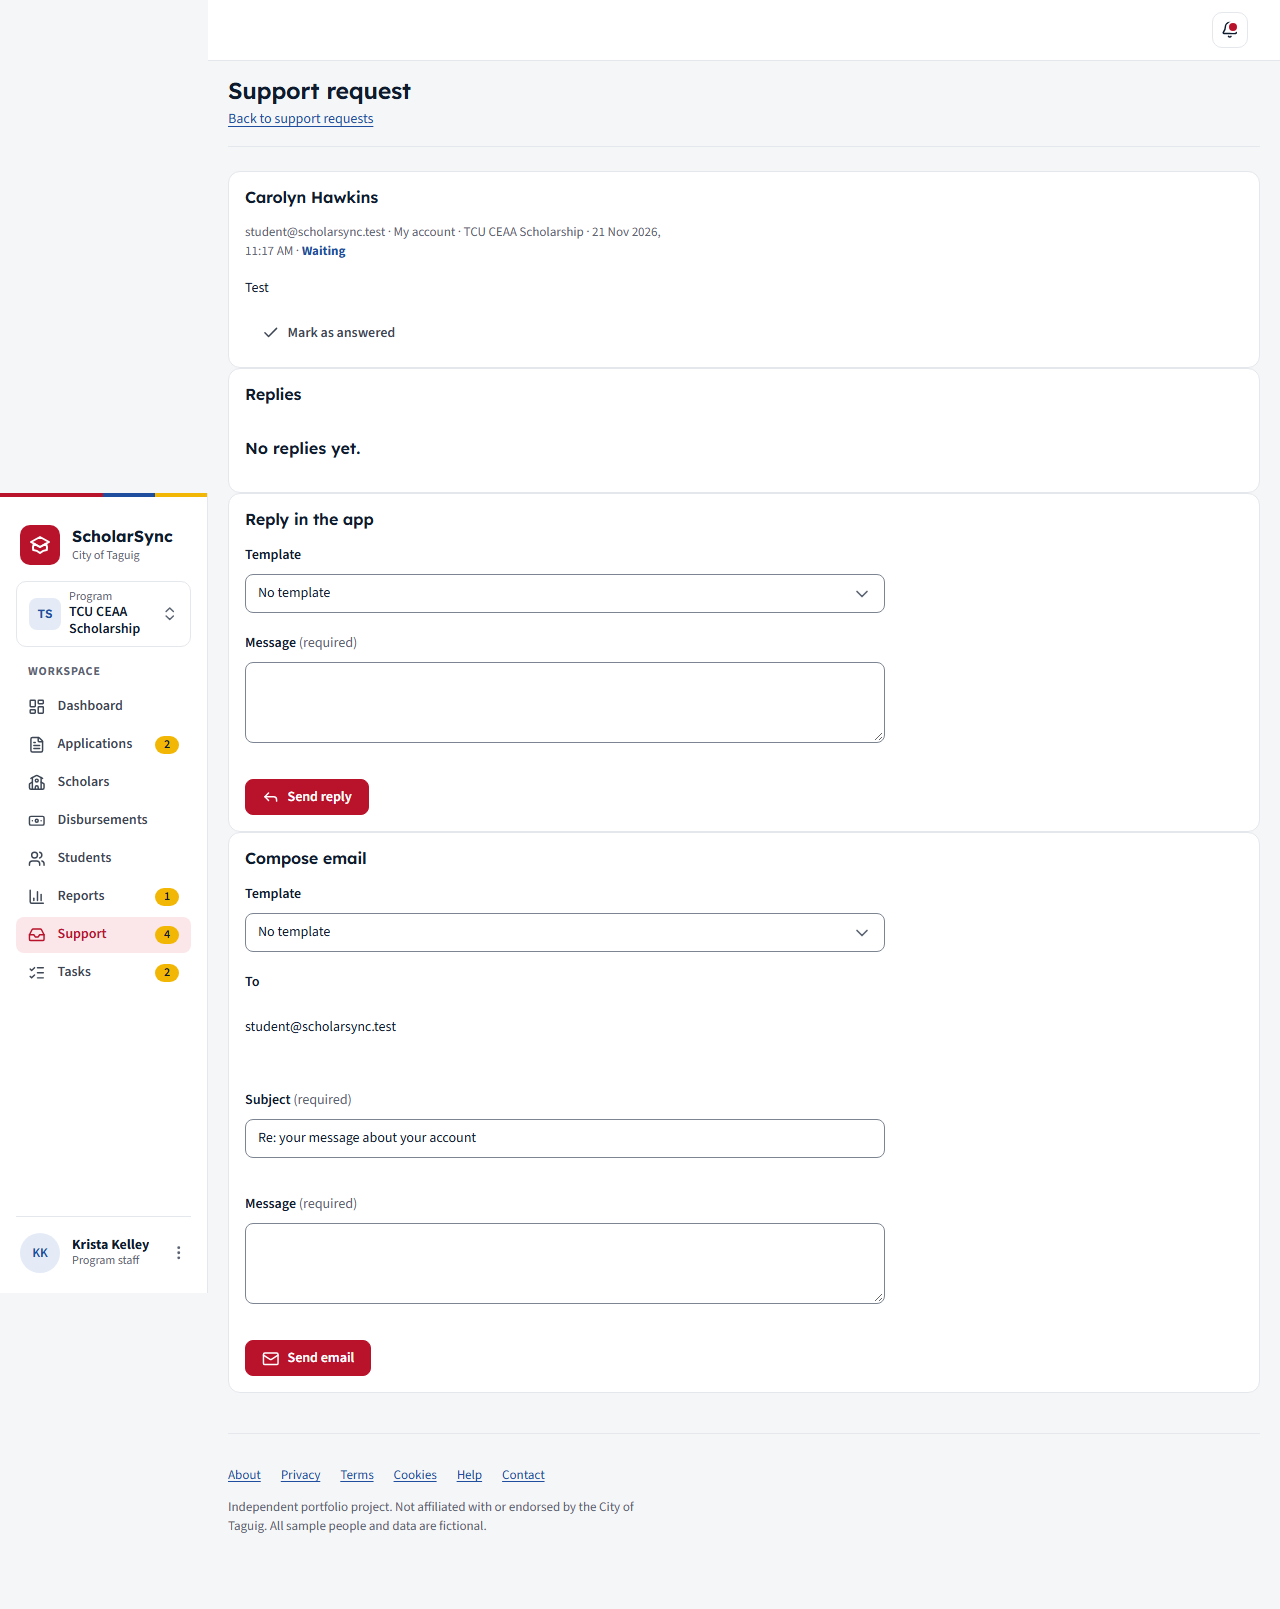 Support request
Back to support requests
Carolyn Hawkins
student@scholarsync.test · My account · TCU CEAA Scholarship · 21 Nov 2026,
11:17 AM · Waiting
Test
Mark as answered
Replies
No replies yet.
Reply in the app
Template
No template
Message (required)
Send reply
Compose email
Template
No template
To
student@scholarsync.test
Subject (required)
Re: your message about your account
Message (required)
Send email
ScholarSync
City of Taguig
TS
Program
TCU CEAA
Scholarship
WORKSPACE
Dashboard
Applications 2
Scholars
Disbursements
Students
Reports 1
Support 4
Tasks 2
KK
Krista Kelley
Program staff
About Privacy Terms Cookies Help Contact
Independent portfolio project. Not affiliated with or endorsed by the City of
Taguig. All sample people and data are fictional.